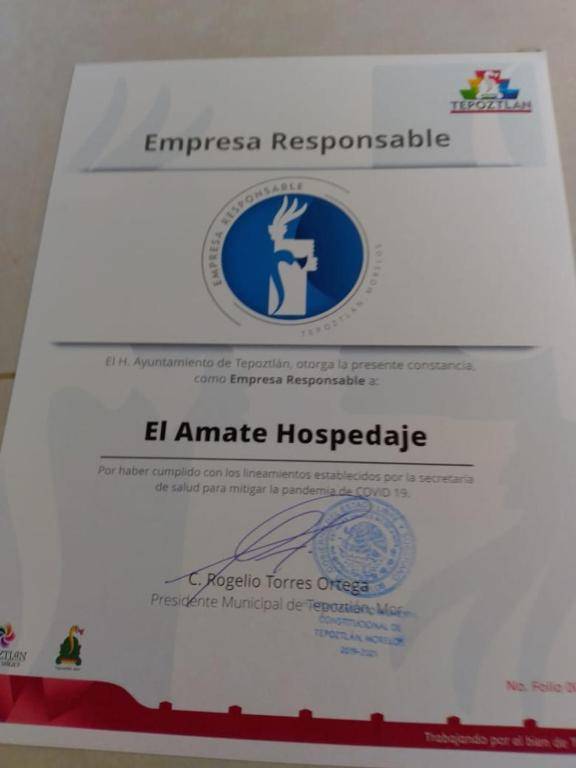 TEPOZTLÁN
Empresa Responsable
EMPRESA RESPONSABLE
TEPOZTLÁN MORELOS
El H. Ayuntamiento de Tepoztlán, otorga la presente constancia,
como Empresa Responsable a:
El Amate Hospedaje
Por haber cumplido con los lineamientos establecidos por la secretaría
de salud para mitigar la pandemia de COVID 19.
C. Rogelio Torres Ortega
Presidente Municipal de Tepoztlán, Mor.
CONSTITUCIONAL DE
TEPOZTLÁN, MORELOS
2019-2021
No. Folio
Trabajando por el bien de